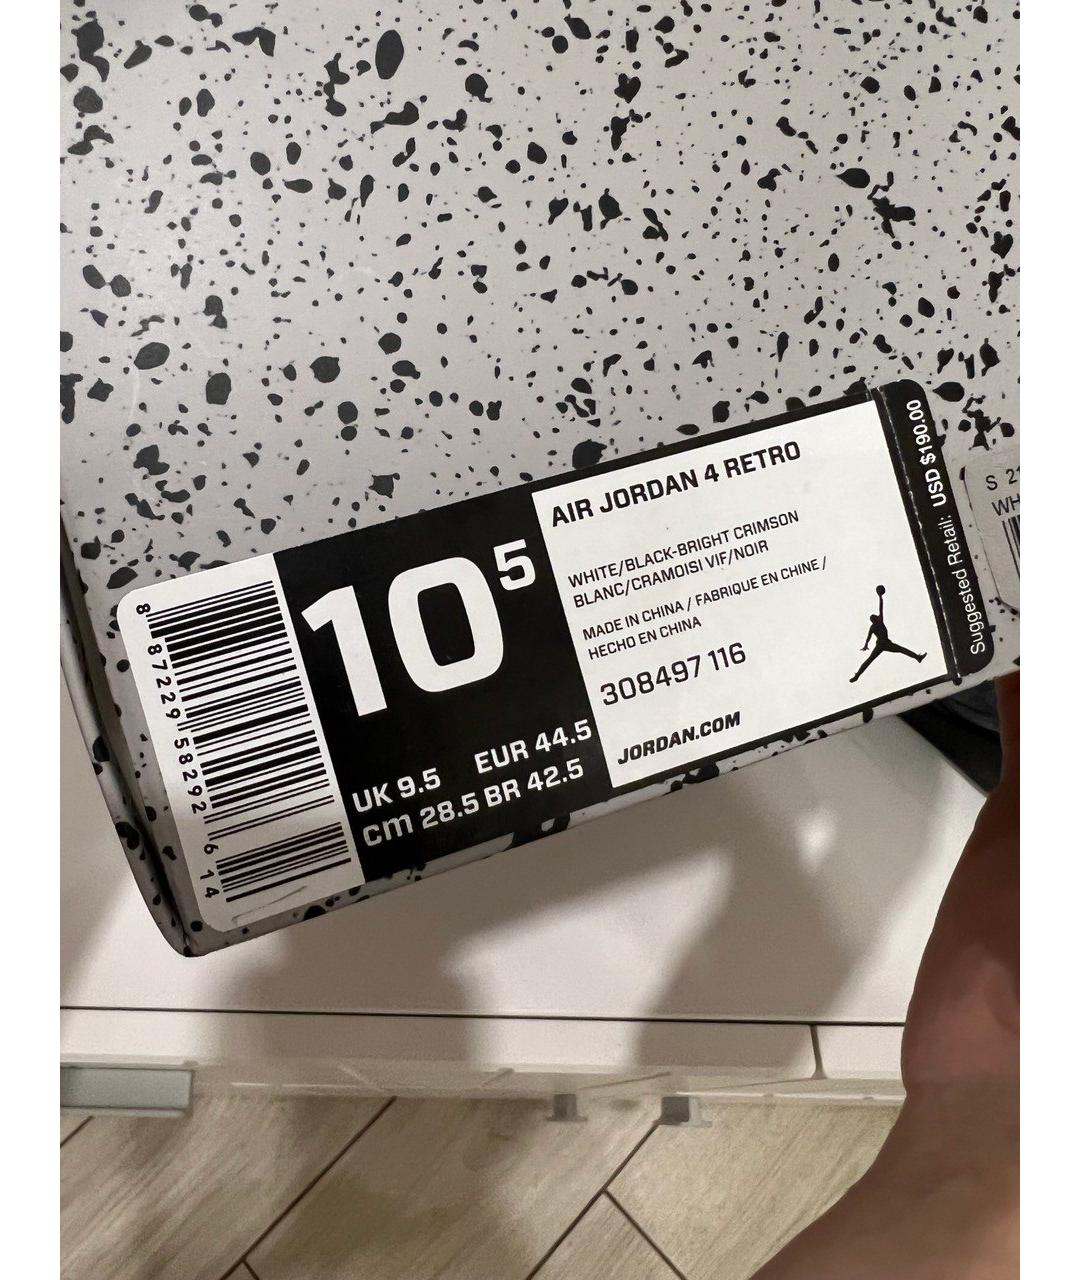 8 87229 58292 6 14
10 5
UK 9.5 EUR 44.5
cm 28.5 BR 42.5
AIR JORDAN 4 RETRO
WHITE/BLACK-BRIGHT CRIMSON
BLANC/CRAMOISI VIF/NOIR
MADE IN CHINA / FABRIQUE EN CHINE /
HECHO EN CHINA
308497 116
JORDAN.COM
Suggested Retail: USD $190.00
S
WH